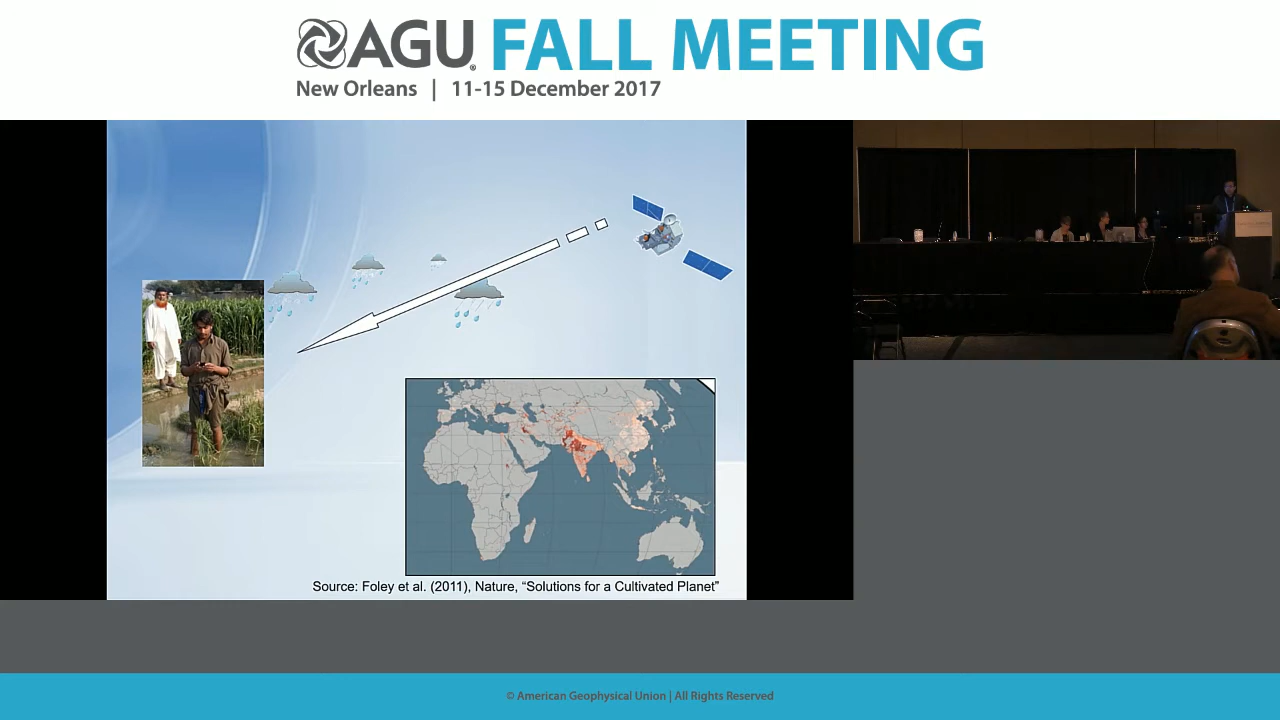 AGU FALL MEETING
New Orleans | 11-15 December 2017
Source: Foley et al. (2011), Nature, “Solutions for a Cultivated Planet”
© American Geophysical Union | All Rights Reserved